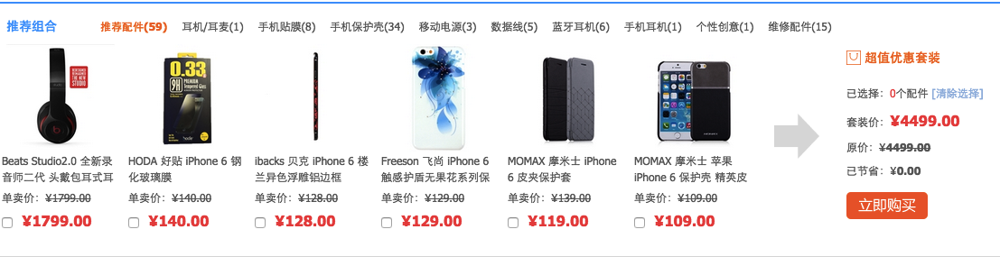 推荐组合
推荐配件(59) 耳机/耳麦(1) 手机贴膜(8) 手机保护壳(34) 移动电源(3) 数据线(5) 蓝牙耳机(6) 手机耳机(1) 个性创意(1) 维修配件(15)
REDESIGNED
REIMAGINED
THE NEW
STUDIO
0.33
9H PREMIUM
Tempered Glass
hoda
Beats Studio2.0 全新录
音师二代 头戴包耳式耳
单卖价：¥1799.00
¥1799.00
HODA 好贴 iPhone 6 钢
化玻璃膜
单卖价：¥140.00
¥140.00
ibacks 贝克 iPhone 6 楼
兰异色浮雕铝边框
单卖价：¥128.00
¥128.00
Freeson 飞尚 iPhone 6
触感护盾无果花系列保
单卖价：¥129.00
¥129.00
MOMAX 摩米士 iPhone
6 皮夹保护套
单卖价：¥139.00
¥119.00
MOMAX 摩米士 苹果
iPhone 6 保护壳 精英皮
单卖价：¥109.00
¥109.00
超值优惠套装
已选择：0个配件 [清除选择]
套装价：¥4499.00
原价：¥4499.00
已节省：¥0.00
立即购买